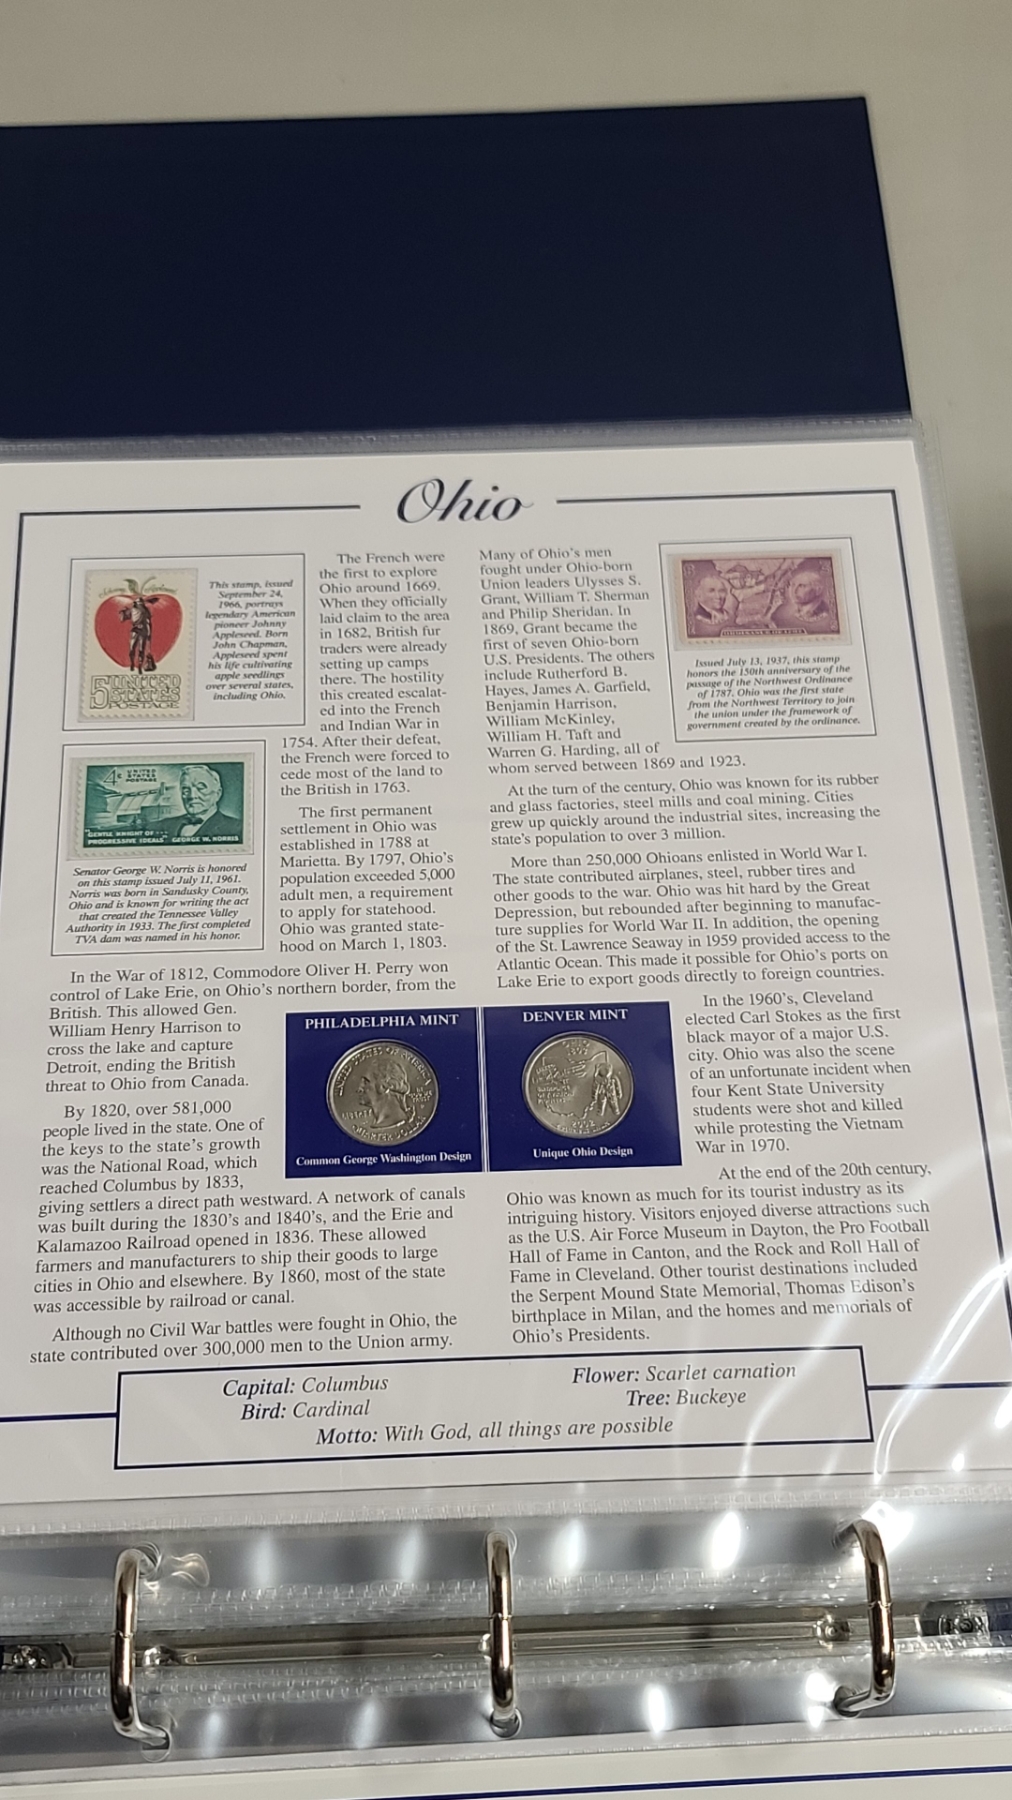 Ohio
This stamp, issued
September 24,
1966, portrays
legendary American
pioneer Johnny
Appleseed. Born
John Chapman,
Appleseed spent
his life cultivating
apple seedlings
over several states,
including Ohio.
5¢ UNITED
STATES
POSTAGE
4¢ UNITED
STATES
POSTAGE
"GENTLE KNIGHT OF ...
PROGRESSIVE IDEALS" GEORGE W. NORRIS
Senator George W. Norris is honored
on this stamp issued July 11, 1961.
Norris was born in Sandusky County,
Ohio and is known for writing the act
that created the Tennessee Valley
Authority in 1933. The first completed
TVA dam was named in his honor.
The French were
the first to explore
Ohio around 1669.
When they officially
laid claim to the area
in 1682, British fur
traders were already
setting up camps
there. The hostility
this created escalat-
ed into the French
and Indian War in
1754. After their defeat,
the French were forced to
cede most of the land to
the British in 1763.
The first permanent
settlement in Ohio was
established in 1788 at
Marietta. By 1797, Ohio's
population exceeded 5,000
adult men, a requirement
to apply for statehood.
Ohio was granted state-
hood on March 1, 1803.
In the War of 1812, Commodore Oliver H. Perry won
control of Lake Erie, on Ohio's northern border, from the
British. This allowed Gen.
William Henry Harrison to
cross the lake and capture
Detroit, ending the British
threat to Ohio from Canada.
By 1820, over 581,000
people lived in the state. One of
the keys to the state's growth
was the National Road, which
reached Columbus by 1833,
giving settlers a direct path westward. A network of canals
was built during the 1830's and 1840's, and the Erie and
Kalamazoo Railroad opened in 1836. These allowed
farmers and manufacturers to ship their goods to large
cities in Ohio and elsewhere. By 1860, most of the state
was accessible by railroad or canal.
Although no Civil War battles were fought in Ohio, the
state contributed over 300,000 men to the Union army.
Many of Ohio's men
fought under Ohio-born
Union leaders Ulysses S.
Grant, William T. Sherman
and Philip Sheridan. In
1869, Grant became the
first of seven Ohio-born
U.S. Presidents. The others
include Rutherford B.
Hayes, James A. Garfield,
Benjamin Harrison,
William McKinley,
William H. Taft and
Warren G. Harding, all of
whom served between 1869 and 1923.
Issued July 13, 1937, this stamp
honors the 150th anniversary of the
passage of the Northwest Ordinance
of 1787. Ohio was the first state
from the Northwest Territory to join
the union under the framework of
government created by the ordinance.
At the turn of the century, Ohio was known for its rubber
and glass factories, steel mills and coal mining. Cities
grew up quickly around the industrial sites, increasing the
state's population to over 3 million.
More than 250,000 Ohioans enlisted in World War I.
The state contributed airplanes, steel, rubber tires and
other goods to the war. Ohio was hit hard by the Great
Depression, but rebounded after beginning to manufac-
ture supplies for World War II. In addition, the opening
of the St. Lawrence Seaway in 1959 provided access to the
Atlantic Ocean. This made it possible for Ohio's ports on
Lake Erie to export goods directly to foreign countries.
In the 1960's, Cleveland
elected Carl Stokes as the first
black mayor of a major U.S.
city. Ohio was also the scene
of an unfortunate incident when
four Kent State University
students were shot and killed
while protesting the Vietnam
War in 1970.
At the end of the 20th century,
Ohio was known as much for its tourist industry as its
intriguing history. Visitors enjoyed diverse attractions such
as the U.S. Air Force Museum in Dayton, the Pro Football
Hall of Fame in Canton, and the Rock and Roll Hall of
Fame in Cleveland. Other tourist destinations included
the Serpent Mound State Memorial, Thomas Edison's
birthplace in Milan, and the homes and memorials of
Ohio's Presidents.
PHILADELPHIA MINT
UNITED STATES OF AMERICA
LIBERTY
QUARTER DOLLAR
Common George Washington Design
DENVER MINT
OHIO
2002
Unique Ohio Design
Capital: Columbus
Bird: Cardinal
Flower: Scarlet carnation
Tree: Buckeye
Motto: With God, all things are possible